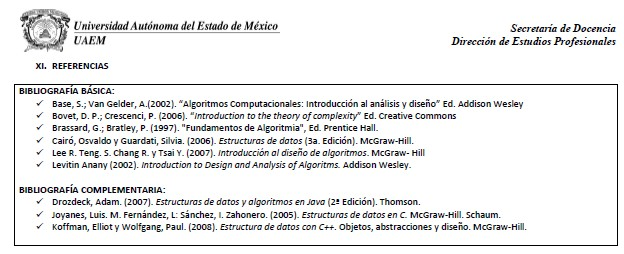 Universidad Autónoma del Estado de México
UAEM
Secretaría de Docencia
Dirección de Estudios Profesionales
XI. REFERENCIAS
BIBLIOGRAFÍA BÁSICA:
✓ Base, S.; Van Gelder, A.(2002). “Algoritmos Computacionales: Introducción al análisis y diseño” Ed. Addison Wesley
✓ Bovet, D. P.; Crescenci, P. (2006). “Introduction to the theory of complexity” Ed. Creative Commons
✓ Brassard, G.; Bratley, P. (1997). "Fundamentos de Algoritmia", Ed. Prentice Hall.
✓ Cairó, Osvaldo y Guardati, Silvia. (2006). Estructuras de datos (3a. Edición). McGraw-Hill.
✓ Lee R. Teng. S. Chang R. y Tsai Y. (2007). Introducción al diseño de algoritmos. McGraw- Hill
✓ Levitin Anany (2002). Introduction to Design and Analysis of Algoritms. Addison Wesley.
BIBLIOGRAFÍA COMPLEMENTARIA:
✓ Drozdeck, Adam. (2007). Estructuras de datos y algoritmos en Java (2ª Edición). Thomson.
✓ Joyanes, Luis. M. Fernández, L: Sánchez, I. Zahonero. (2005). Estructuras de datos en C. McGraw-Hill. Schaum.
✓ Koffman, Elliot y Wolfgang, Paul. (2008). Estructura de datos con C++. Objetos, abstracciones y diseño. McGraw-Hill.